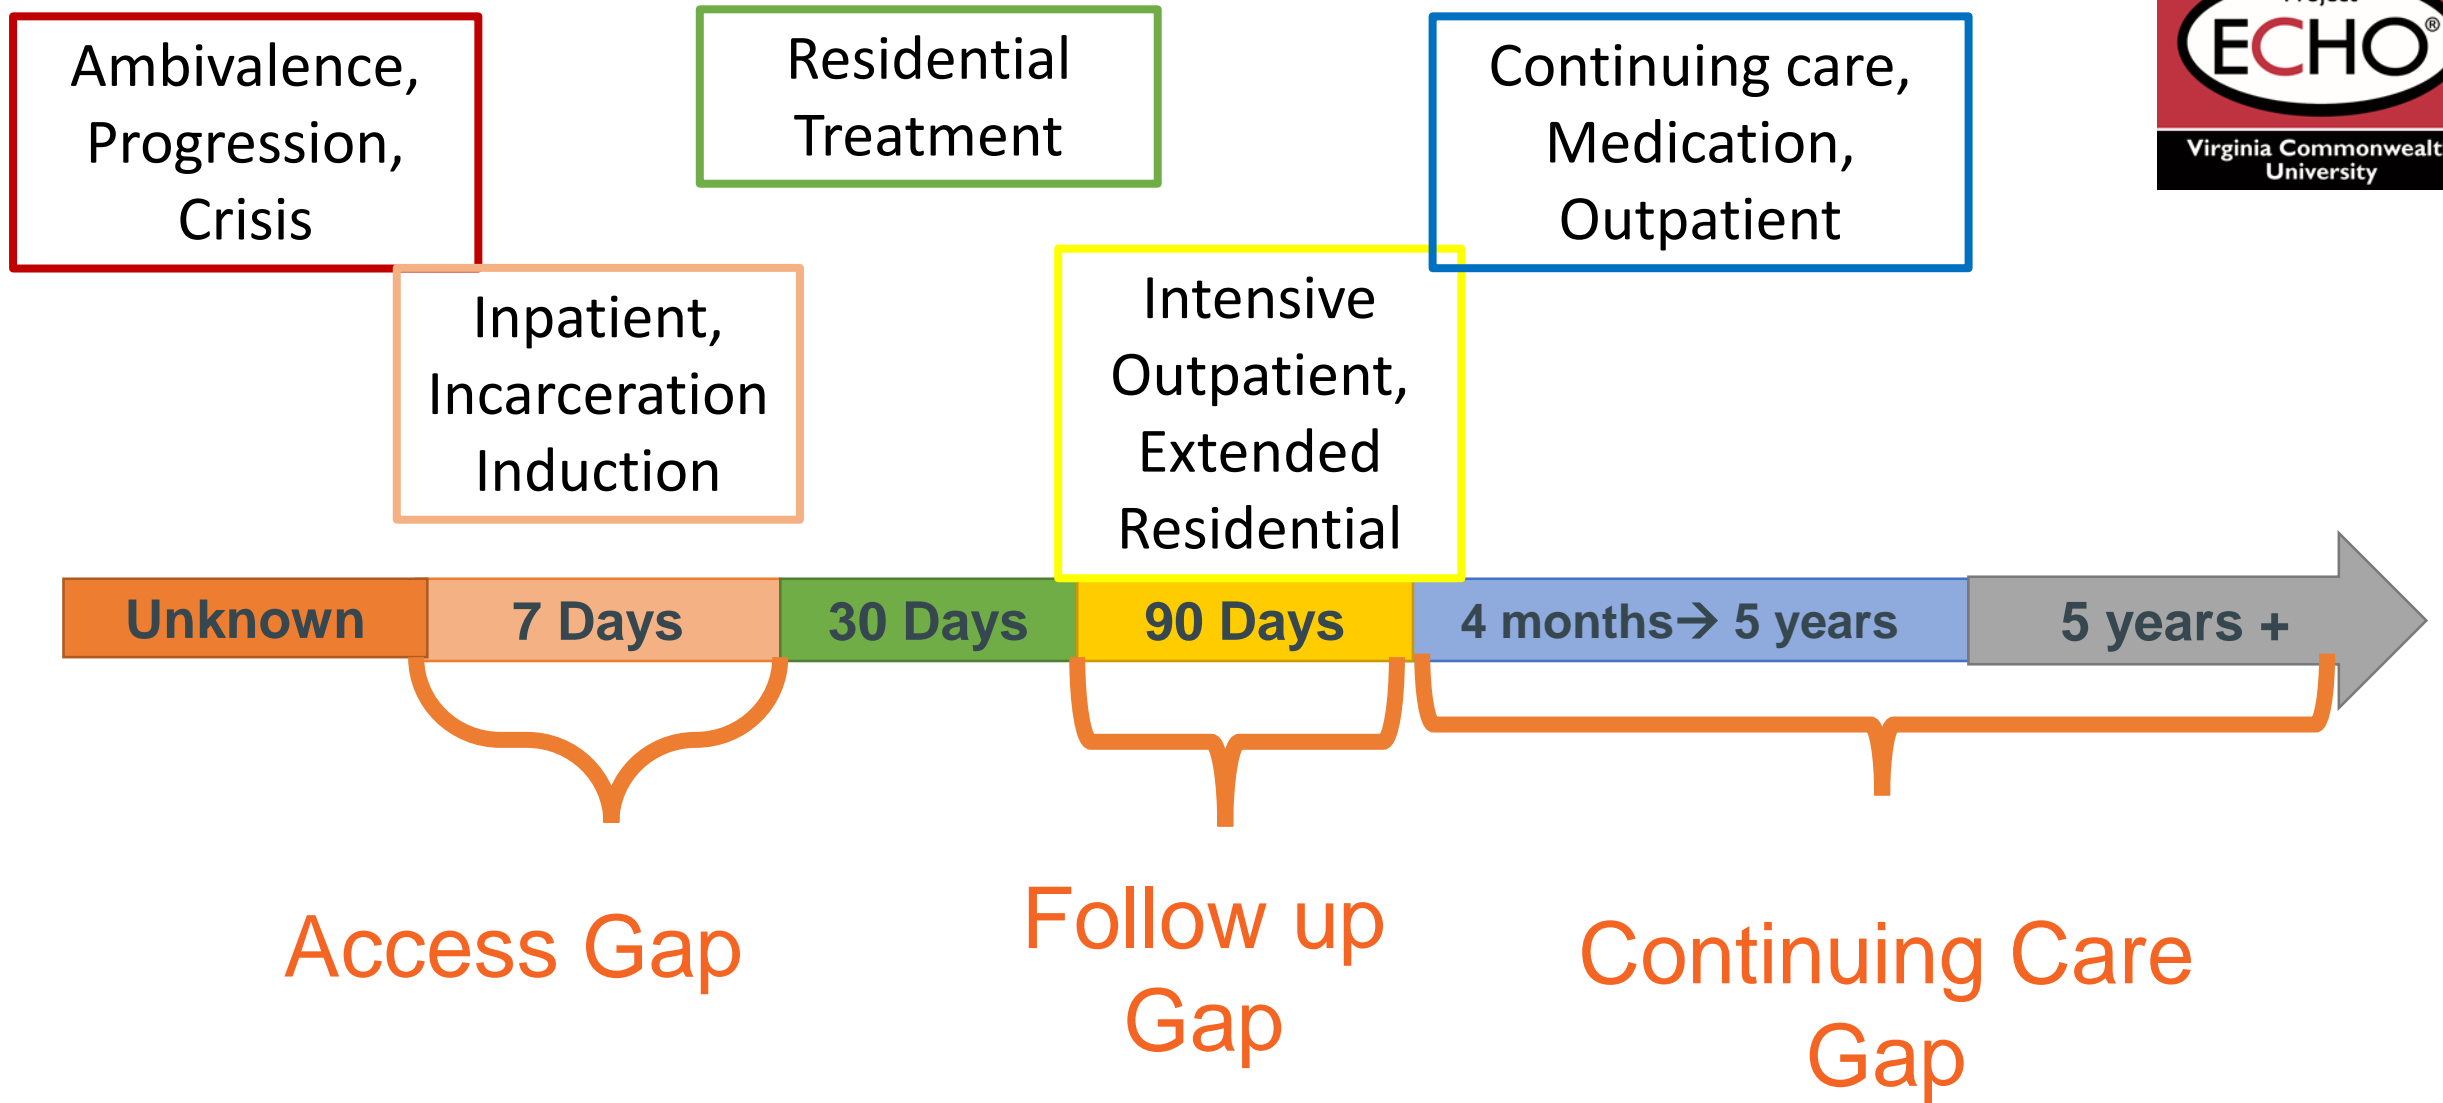 Ambivalence,
Progression,
Crisis
Inpatient,
Incarceration
Induction
Residential
Treatment
Intensive
Outpatient,
Extended
Residential
Continuing care,
Medication,
Outpatient
ECHO®
Virginia Commonwealt
University
Unknown
7 Days
30 Days
90 Days
4 months→ 5 years
5 years +
Access Gap
Follow up
Gap
Continuing Care
Gap